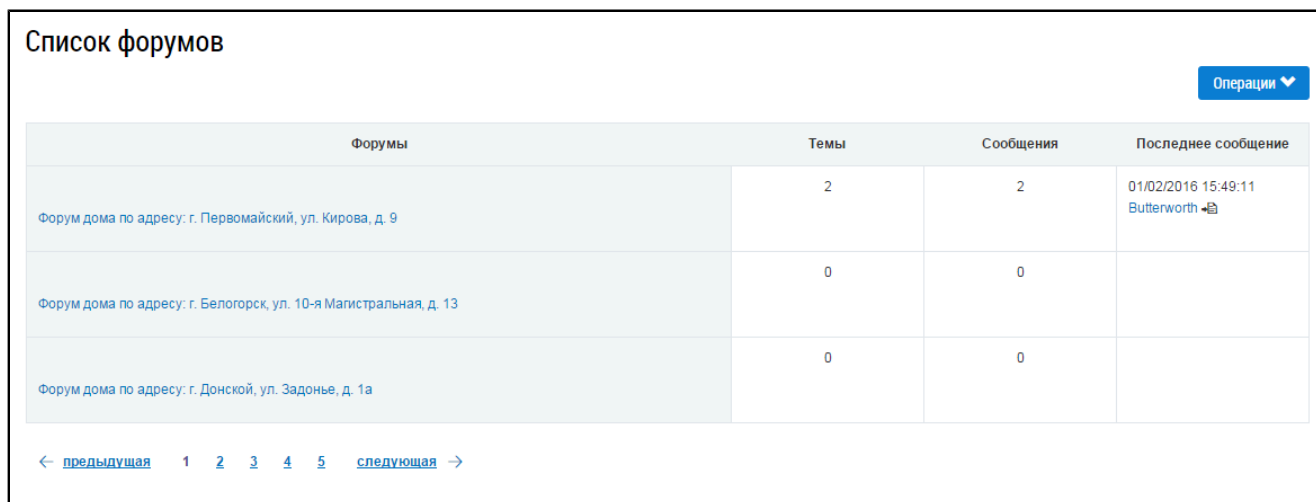 Список форумов
Операции
Форумы Темы Сообщения Последнее сообщение
Форум дома по адресу: г. Первомайский, ул. Кирова, д. 9 2 2 01/02/2016 15:49:11
Butterworth
Форум дома по адресу: г. Белогорск, ул. 10-я Магистральная, д. 13 0 0
Форум дома по адресу: г. Донской, ул. Задонье, д. 1а 0 0
← предыдущая 1 2 3 4 5 следующая →